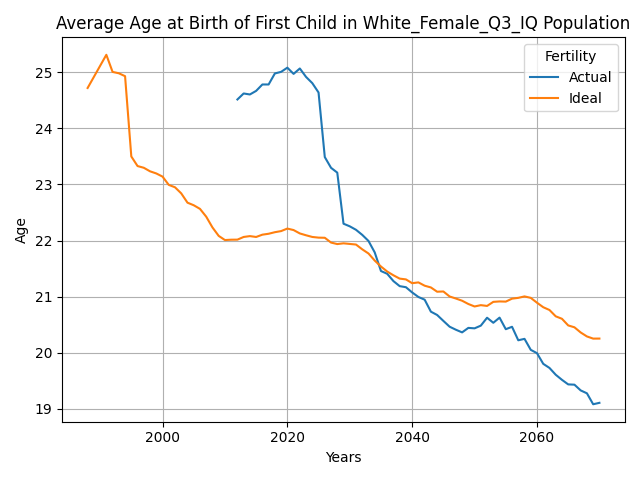 Average Age at Birth of First Child in White_Female_Q3_IQ Population
Fertility
Actual
Ideal
25
24
23
22
21
20
19
Age
2000
2020
2040
2060
Years